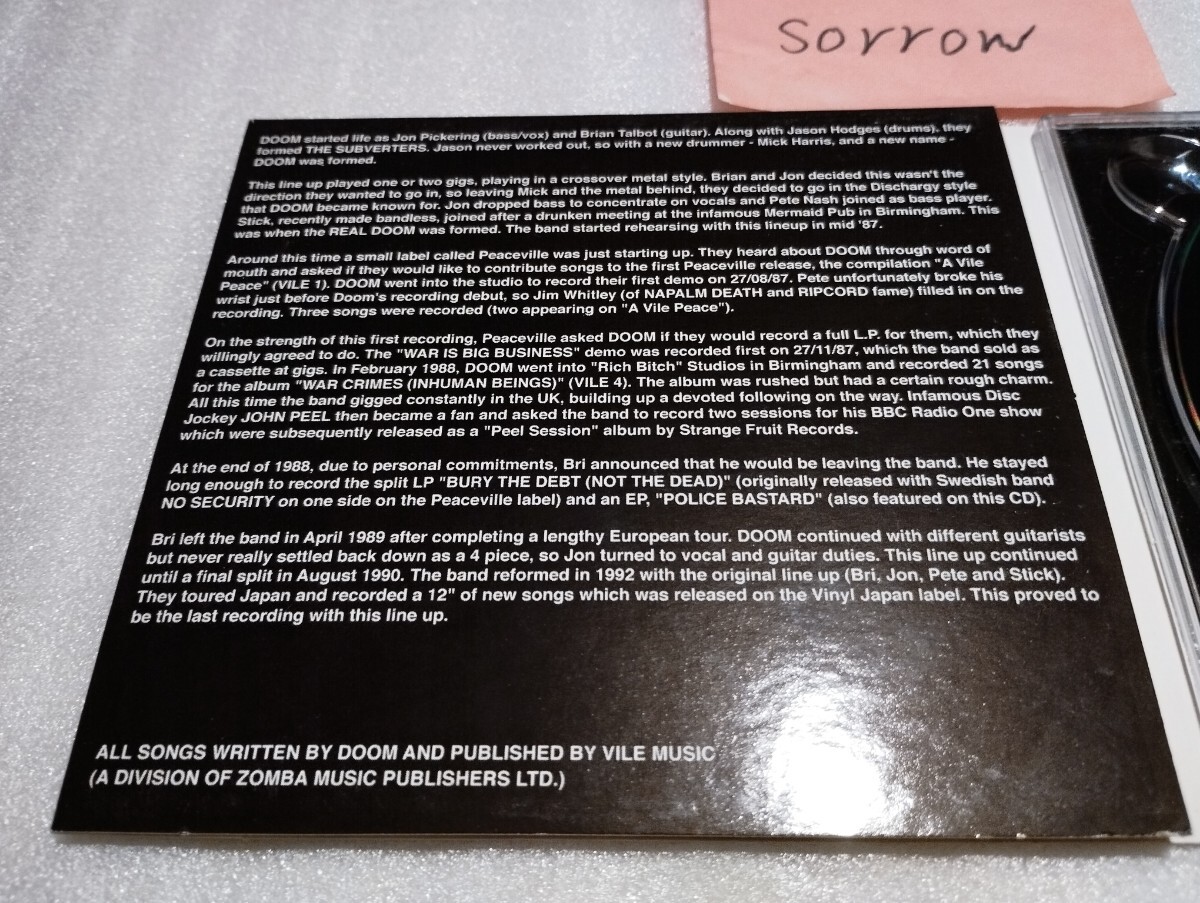 sorrow
DOOM started life as Jon Pickering (bass/vox) and Brian Talbot (guitar). Along with Jason Hodges (drums), they
formed THE SUBVERTERS. Jason never worked out, so with a new drummer - Mick Harris, and a new name -
DOOM was formed.
This line up played one or two gigs, playing in a crossover metal style. Brian and Jon decided this wasn't the
direction they wanted to go in, so leaving Mick and the metal behind, they decided to go in the Dischargy style
that DOOM became known for. Jon dropped bass to concentrate on vocals and Pete Nash joined as bass player.
Stick, recently made bandless, joined after a drunken meeting at the infamous Mermaid Pub in Birmingham. This
was when the REAL DOOM was formed. The band started rehearsing with this lineup in mid '87.
Around this time a small label called Peaceville was just starting up. They heard about DOOM through word of
mouth and asked if they would like to contribute songs to the first Peaceville release, the compilation "A Vile
Peace" (VILE 1). DOOM went into the studio to record their first demo on 27/08/87. Pete unfortunately broke his
wrist just before Doom's recording debut, so Jim Whitley (of NAPALM DEATH and RIPCORD fame) filled in on the
recording. Three songs were recorded (two appearing on "A Vile Peace").
On the strength of this first recording, Peaceville asked DOOM if they would record a full L.P. for them, which they
willingly agreed to do. The "WAR IS BIG BUSINESS" demo was recorded first on 27/11/87, which the band sold as
a cassette at gigs. In February 1988, DOOM went into "Rich Bitch" Studios in Birmingham and recorded 21 songs
for the album "WAR CRIMES (INHUMAN BEINGS)" (VILE 4). The album was rushed but had a certain rough charm.
All this time the band gigged constantly in the UK, building up a devoted following on the way. Infamous Disc
Jockey JOHN PEEL then became a fan and asked the band to record two sessions for his BBC Radio One show
which were subsequently released as a "Peel Session" album by Strange Fruit Records.
At the end of 1988, due to personal commitments, Bri announced that he would be leaving the band. He stayed
long enough to record the split LP "BURY THE DEBT (NOT THE DEAD)" (originally released with Swedish band
NO SECURITY on one side on the Peaceville label) and an EP, "POLICE BASTARD" (also featured on this CD).
Bri left the band in April 1989 after completing a lengthy European tour. DOOM continued with different guitarists
but never really settled back down as a 4 piece, so Jon turned to vocal and guitar duties. This line up continued
until a final split in August 1990. The band reformed in 1992 with the original line up (Bri, Jon, Pete and Stick).
They toured Japan and recorded a 12" of new songs which was released on the Vinyl Japan label. This proved to
be the last recording with this line up.
ALL SONGS WRITTEN BY DOOM AND PUBLISHED BY VILE MUSIC
(A DIVISION OF ZOMBA MUSIC PUBLISHERS LTD.)